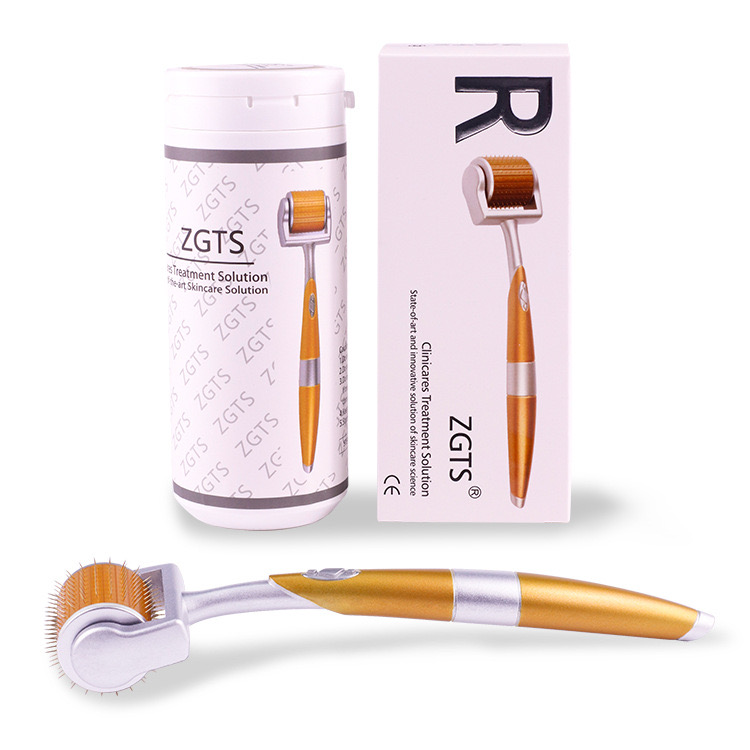 ZGTS
Treatment Solution
the-art Skincare Solution
R
State-of-art and innovative solution of skincare science
Clinicares Treatment Solution
ZGTS®
CE